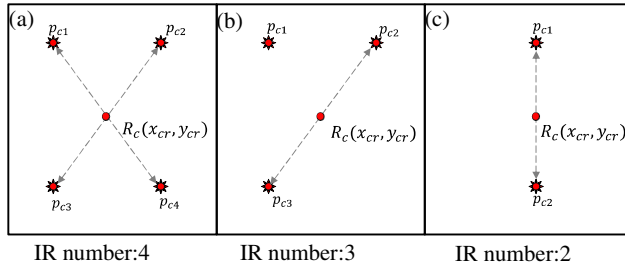 (a)
p_{c1}
p_{c2}
R_c(x_{cr}, y_{cr})
p_{c3}
p_{c4}
IR number:4
(b)
p_{c1}
p_{c2}
R_c(x_{cr}, y_{cr})
p_{c3}
IR number:3
(c)
p_{c1}
R_c(x_{cr}, y_{cr})
p_{c2}
IR number:2